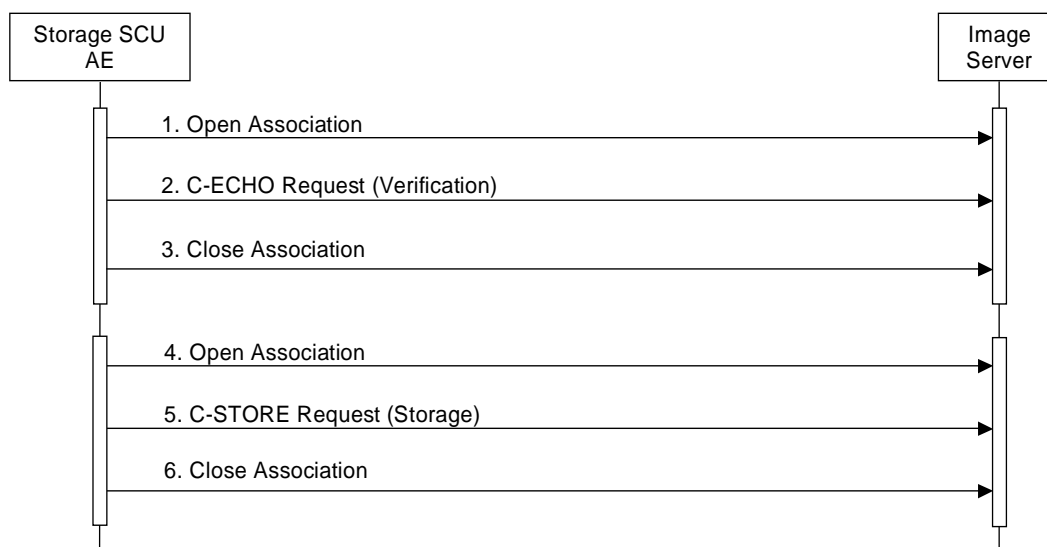 Storage SCU
AE
Image
Server
1. Open Association
2. C-ECHO Request (Verification)
3. Close Association
4. Open Association
5. C-STORE Request (Storage)
6. Close Association